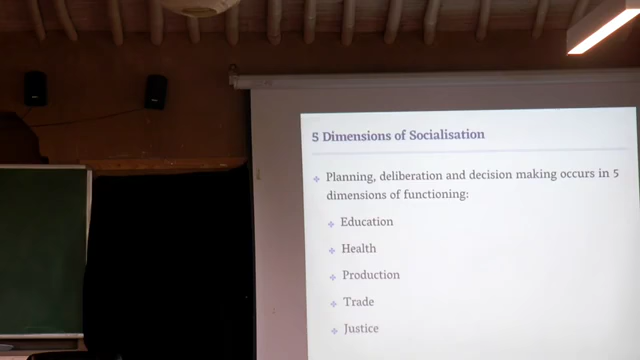 5 Dimensions of Socialisation
Planning, deliberation and decision making occurs in 5
dimensions of functioning:
Education
Health
Production
Trade
Justice